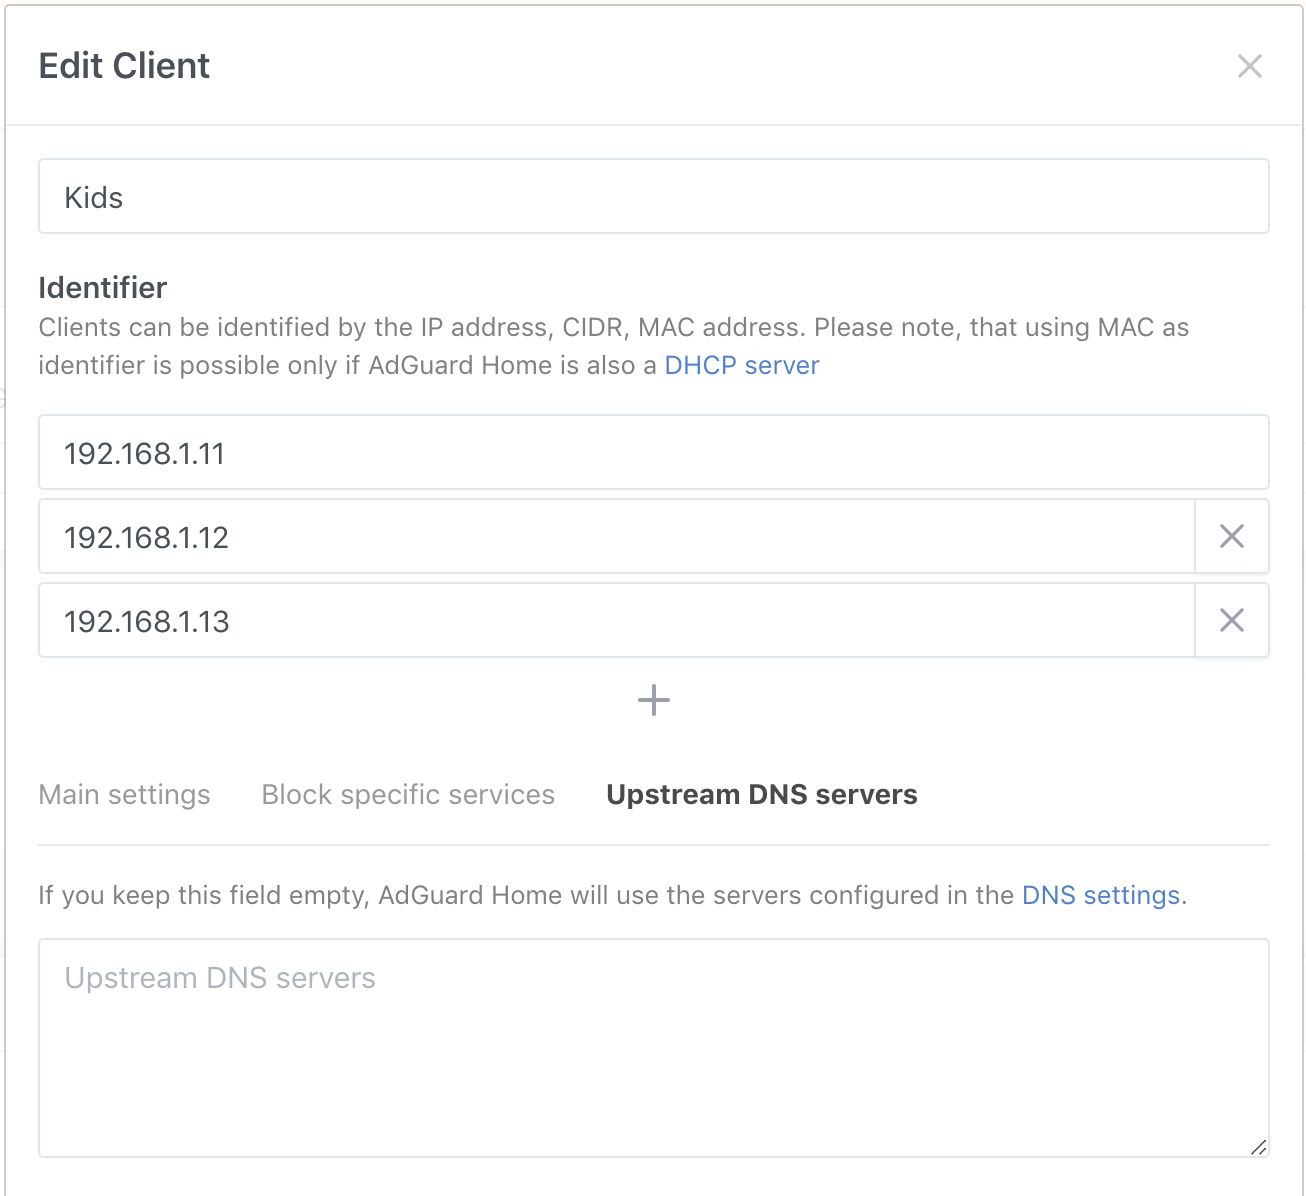 Edit Client
Kids
Identifier
Clients can be identified by the IP address, CIDR, MAC address. Please note, that using MAC as
identifier is possible only if AdGuard Home is also a DHCP server
192.168.1.11
192.168.1.12
192.168.1.13
Main settings Block specific services Upstream DNS servers
If you keep this field empty, AdGuard Home will use the servers configured in the DNS settings.
Upstream DNS servers